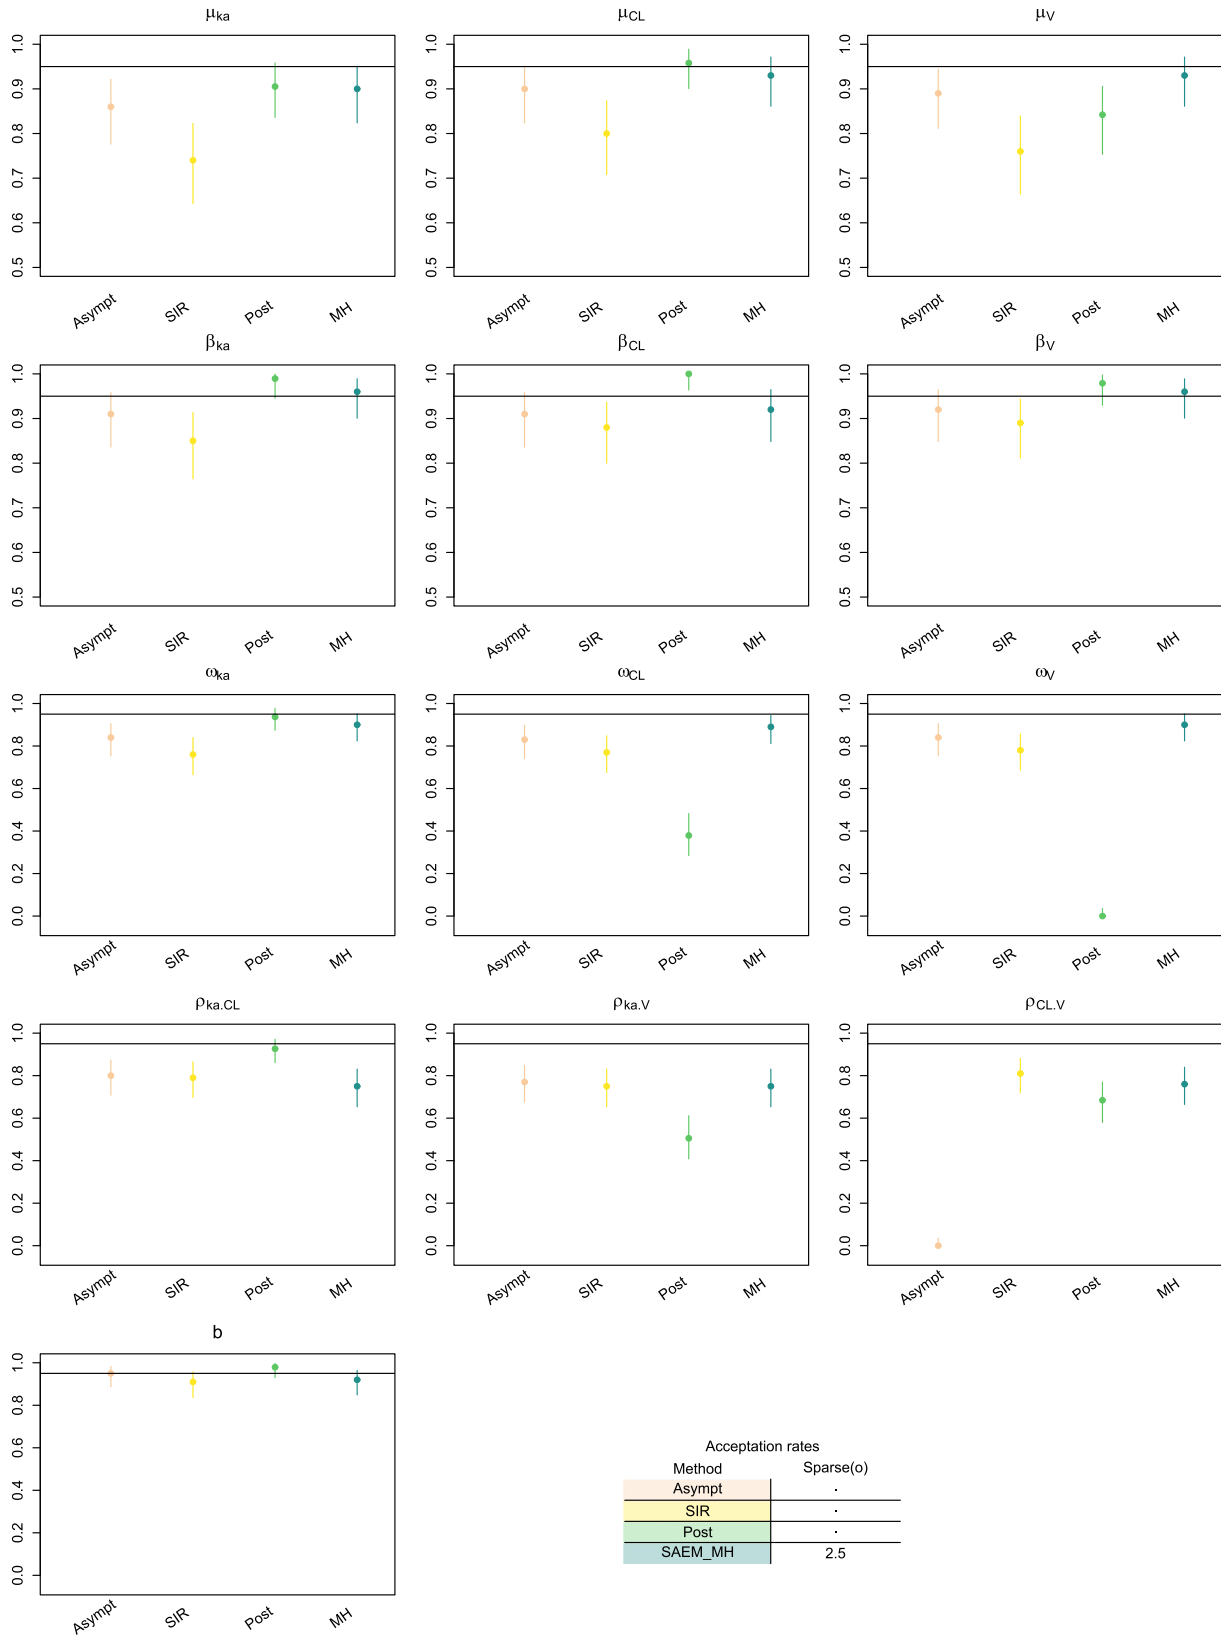 μka μCL μV
1.0 1.0 1.0
0.9 0.9 0.9
0.8 0.8 0.8
0.7 0.7 0.7
0.6 0.6 0.6
0.5 0.5 0.5
Asympt SIR Post MH Asympt SIR Post MH Asympt SIR Post MH
βka βCL βV
1.0 1.0 1.0
0.9 0.9 0.9
0.8 0.8 0.8
0.7 0.7 0.7
0.6 0.6 0.6
0.5 0.5 0.5
Asympt SIR Post MH Asympt SIR Post MH Asympt SIR Post MH
ωka ωCL ωV
1.0 1.0 1.0
0.8 0.8 0.8
0.6 0.6 0.6
0.4 0.4 0.4
0.2 0.2 0.2
0.0 0.0 0.0
Asympt SIR Post MH Asympt SIR Post MH Asympt SIR Post MH
ρka.CL ρka.V ρCL.V
1.0 1.0 1.0
0.8 0.8 0.8
0.6 0.6 0.6
0.4 0.4 0.4
0.2 0.2 0.2
0.0 0.0 0.0
Asympt SIR Post MH Asympt SIR Post MH Asympt SIR Post MH
b
1.0
0.8
0.6
0.4
0.2
0.0
Asympt SIR Post MH
Acceptation rates
Method Sparse(o)
Asympt .
SIR .
Post .
SAEM_MH 2.5